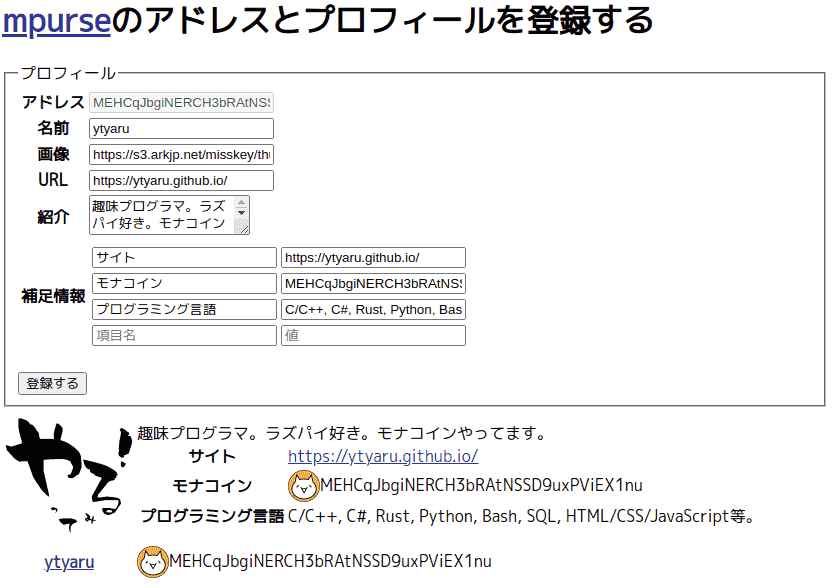 mpurseのアドレスとプロフィールを登録する
プロフィール
アドレス MEHCqJbgiNERCH3bRAtNSS
名前 ytyaru
画像 https://s3.arkjp.net/misskey/thu
URL https://ytyaru.github.io/
紹介 趣味プログラマ。ラズ
パイ好き。モナコイン
サイト https://ytyaru.github.io/
モナコイン MEHCqJbgiNERCH3bRAtNSS
補足情報
プログラミング言語 C/C++, C#, Rust, Python, Bas
項目名 値
登録する
やってみる!
趣味プログラマ。ラズパイ好き。モナコインやってます。
サイト https://ytyaru.github.io/
モナコイン MEHCqJbgiNERCH3bRAtNSSD9uxPViEX1nu
プログラミング言語 C/C++, C#, Rust, Python, Bash, SQL, HTML/CSS/JavaScript等。
ytyaru MEHCqJbgiNERCH3bRAtNSSD9uxPViEX1nu